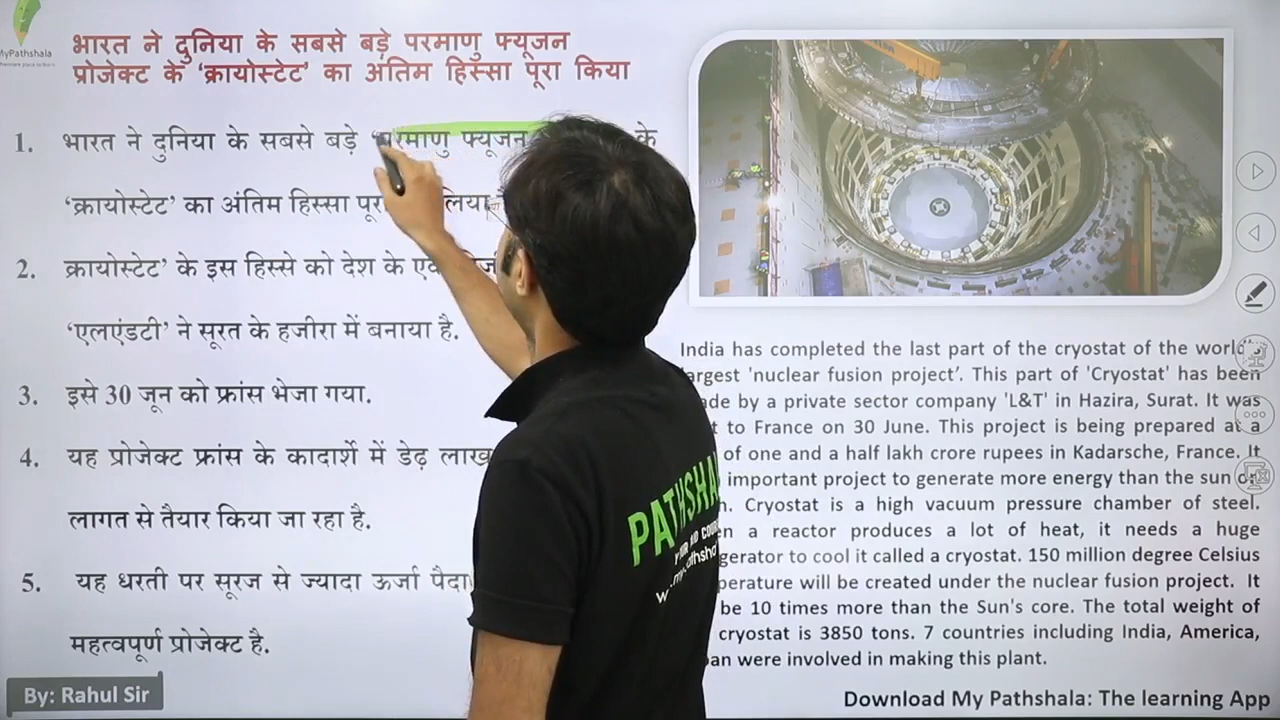 MyPathshala
भारत ने दुनिया के सबसे बड़े परमाणु फ्यूजन
प्रोजेक्ट के 'क्रायोस्टेट' का अंतिम हिस्सा पूरा किया
1. भारत ने दुनिया के सबसे बड़े 'परमाणु फ्यूजन के
'क्रायोस्टेट' का अंतिम हिस्सा लिया
2. क्रायोस्टेट' के इस हिस्से को देश के
'एलएंडटी' ने सूरत के हजीरा में बनाया है.
3. इसे 30 जून को फ्रांस भेजा गया.
4. यह प्रोजेक्ट फ्रांस के कादार्शे में डेढ़ लाख
लागत से तैयार किया जा रहा है.
5. यह धरती पर सूरज से ज्यादा ऊर्जा पैदा
महत्वपूर्ण प्रोजेक्ट है.
By: Rahul Sir
PATHSHA
India has completed the last part of the cryostat of the world
largest 'nuclear fusion project'. This part of 'Cryostat' has been
by a private sector company 'L&T' in Hazira, Surat. It was
to France on 30 June. This project is being prepared at a
of one and a half lakh crore rupees in Kadarsche, France. It
important project to generate more energy than the sun on
Cryostat is a high vacuum pressure chamber of steel.
a reactor produces a lot of heat, it needs a huge
to cool it called a cryostat. 150 million degree Celsius
will be created under the nuclear fusion project. It
be 10 times more than the Sun's core. The total weight of
cryostat is 3850 tons. 7 countries including India, America,
were involved in making this plant.
Download My Pathshala: The learning App